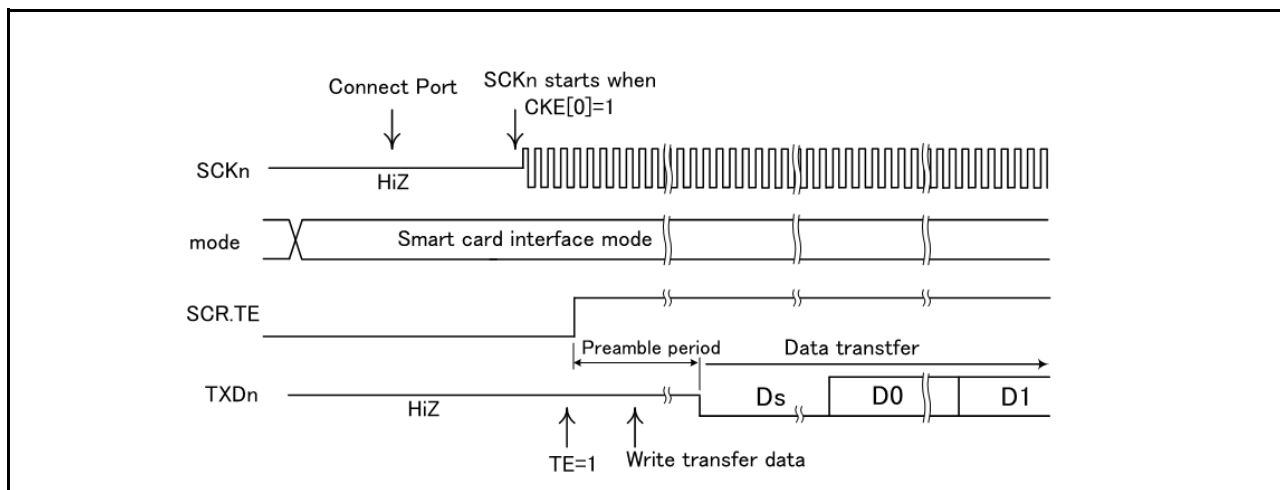 Connect Port
SCKn starts when
CKE[0]=1
SCKn
HiZ
mode
Smart card interface mode
SCR.TE
Preamble period
Data transtfer
TXDn
HiZ
Ds
D0
D1
TE=1
Write transfer data